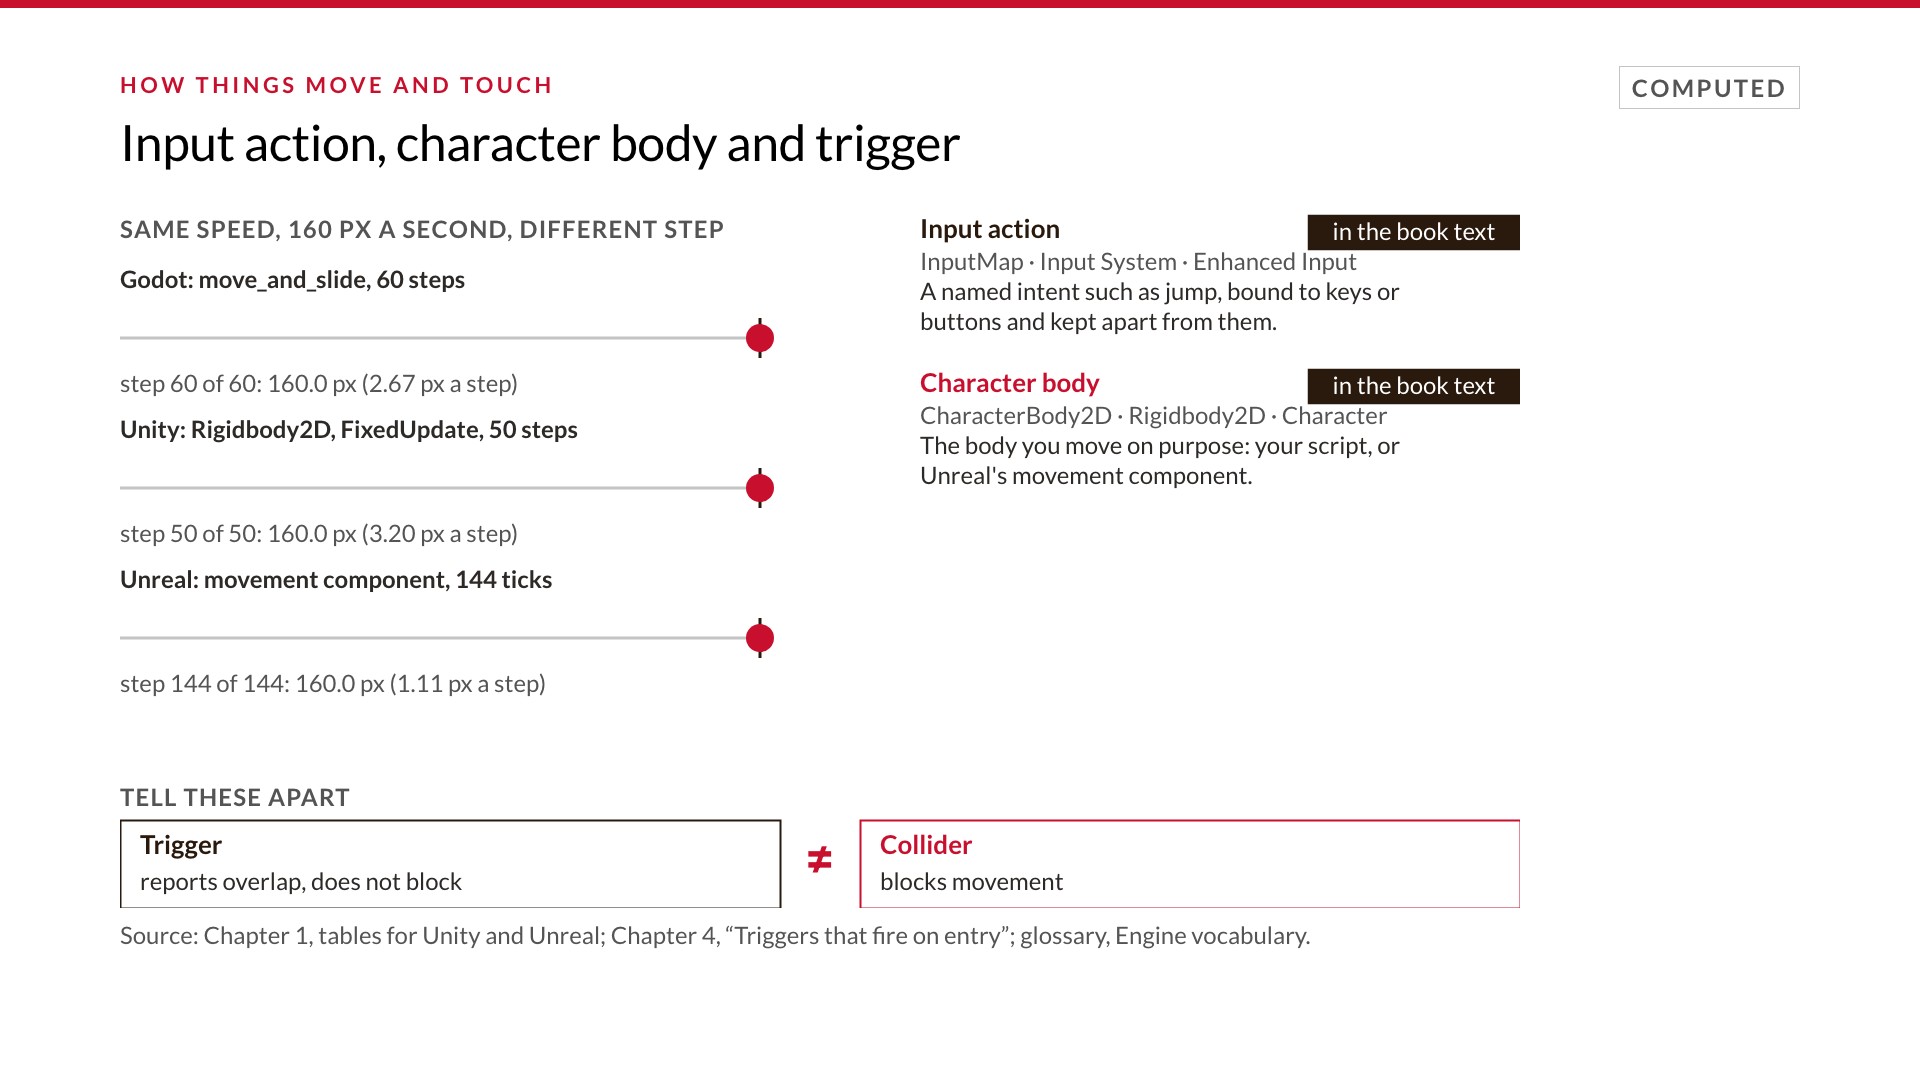 HOW THINGS MOVE AND TOUCH
COMPUTED
Input action, character body and trigger
SAME SPEED, 160 PX A SECOND, DIFFERENT STEP
Godot: move_and_slide, 60 steps
step 60 of 60: 160.0 px (2.67 px a step)
Unity: Rigidbody2D, FixedUpdate, 50 steps
step 50 of 50: 160.0 px (3.20 px a step)
Unreal: movement component, 144 ticks
step 144 of 144: 160.0 px (1.11 px a step)
Input action
in the book text
InputMap · Input System · Enhanced Input
A named intent such as jump, bound to keys or
buttons and kept apart from them.
Character body
in the book text
CharacterBody2D · Rigidbody2D · Character
The body you move on purpose: your script, or
Unreal's movement component.
TELL THESE APART
Trigger
reports overlap, does not block
≠
Collider
blocks movement
Source: Chapter 1, tables for Unity and Unreal; Chapter 4, “Triggers that fire on entry”; glossary, Engine vocabulary.